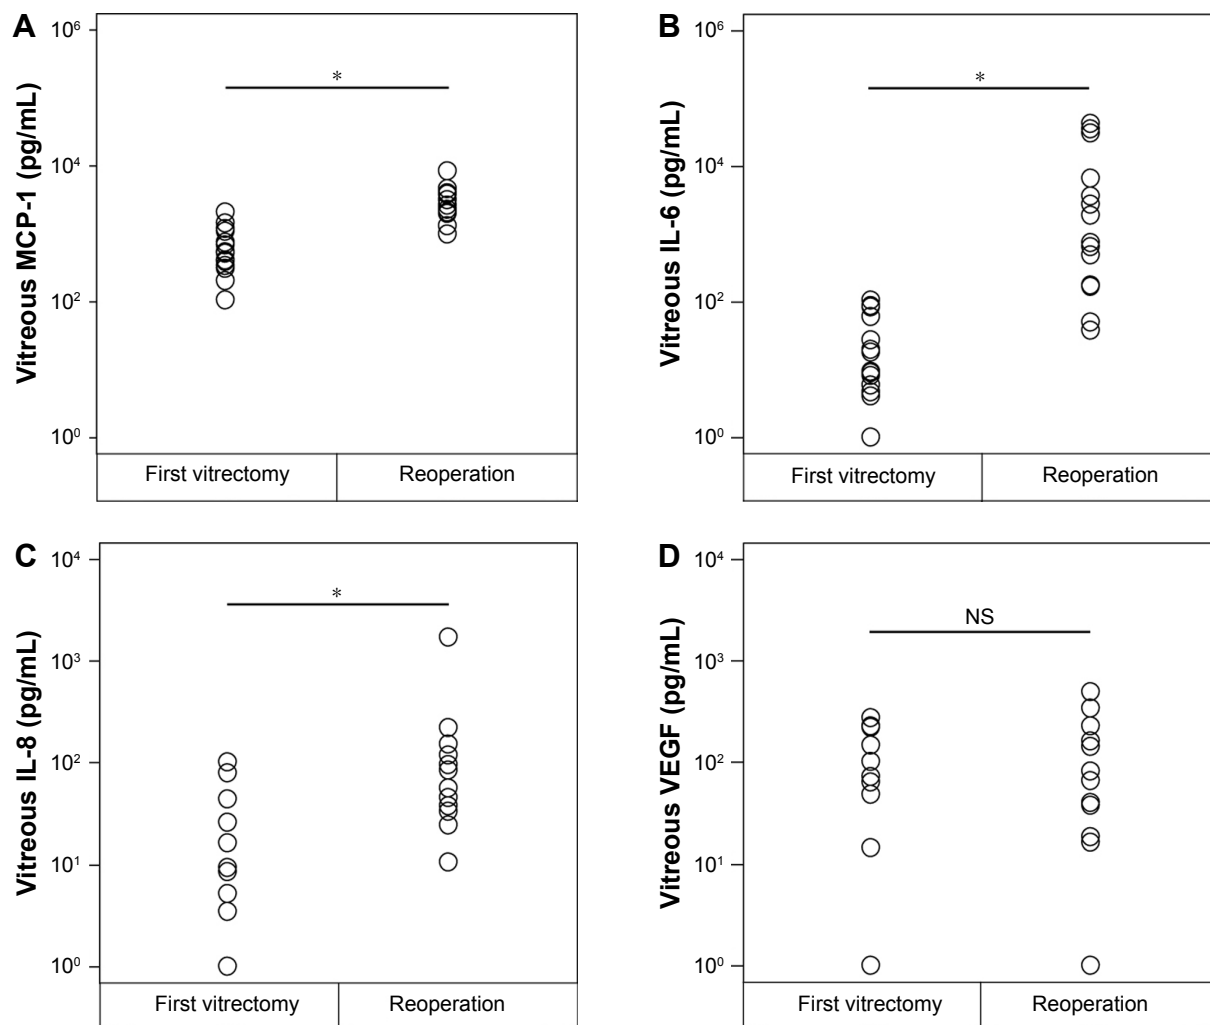 A
Vitreous MCP-1 (pg/mL)
10⁶
10⁴
10²
10⁰
*
First vitrectomy
Reoperation
B
Vitreous IL-6 (pg/mL)
10⁶
10⁴
10²
10⁰
*
First vitrectomy
Reoperation
C
Vitreous IL-8 (pg/mL)
10⁴
10³
10²
10¹
10⁰
*
First vitrectomy
Reoperation
D
Vitreous VEGF (pg/mL)
10⁴
10³
10²
10¹
10⁰
NS
First vitrectomy
Reoperation